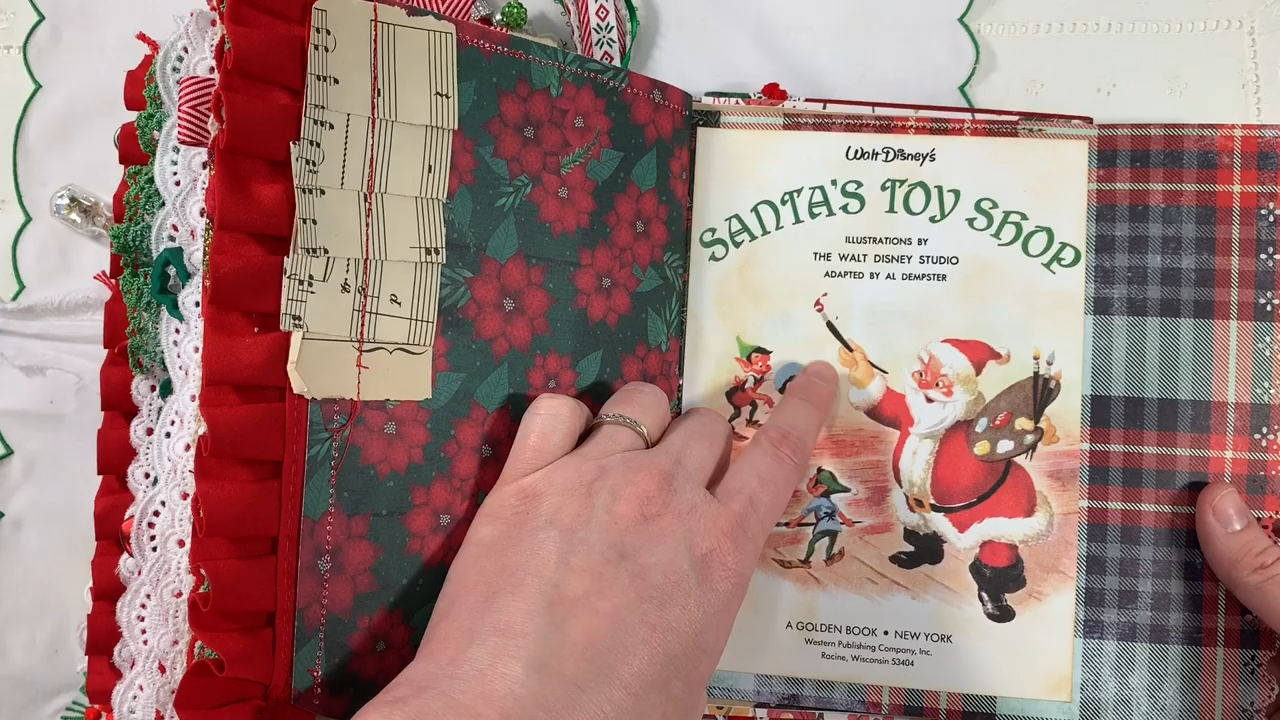 Walt Disney's
SANTA'S TOY SHOP
ILLUSTRATIONS BY
THE WALT DISNEY STUDIO
ADAPTED BY AL DEMPSTER
A GOLDEN BOOK • NEW YORK
Western Publishing Company, Inc.
Racine, Wisconsin 53404